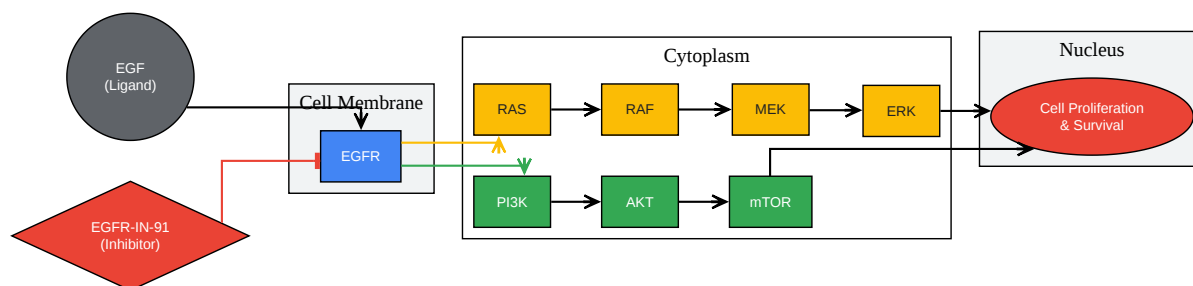 EGF
(Ligand)
EGFR-IN-91
(Inhibitor)
Cell Membrane
EGFR
Cytoplasm
RAS
RAF
MEK
ERK
PI3K
AKT
mTOR
Nucleus
Cell Proliferation
& Survival